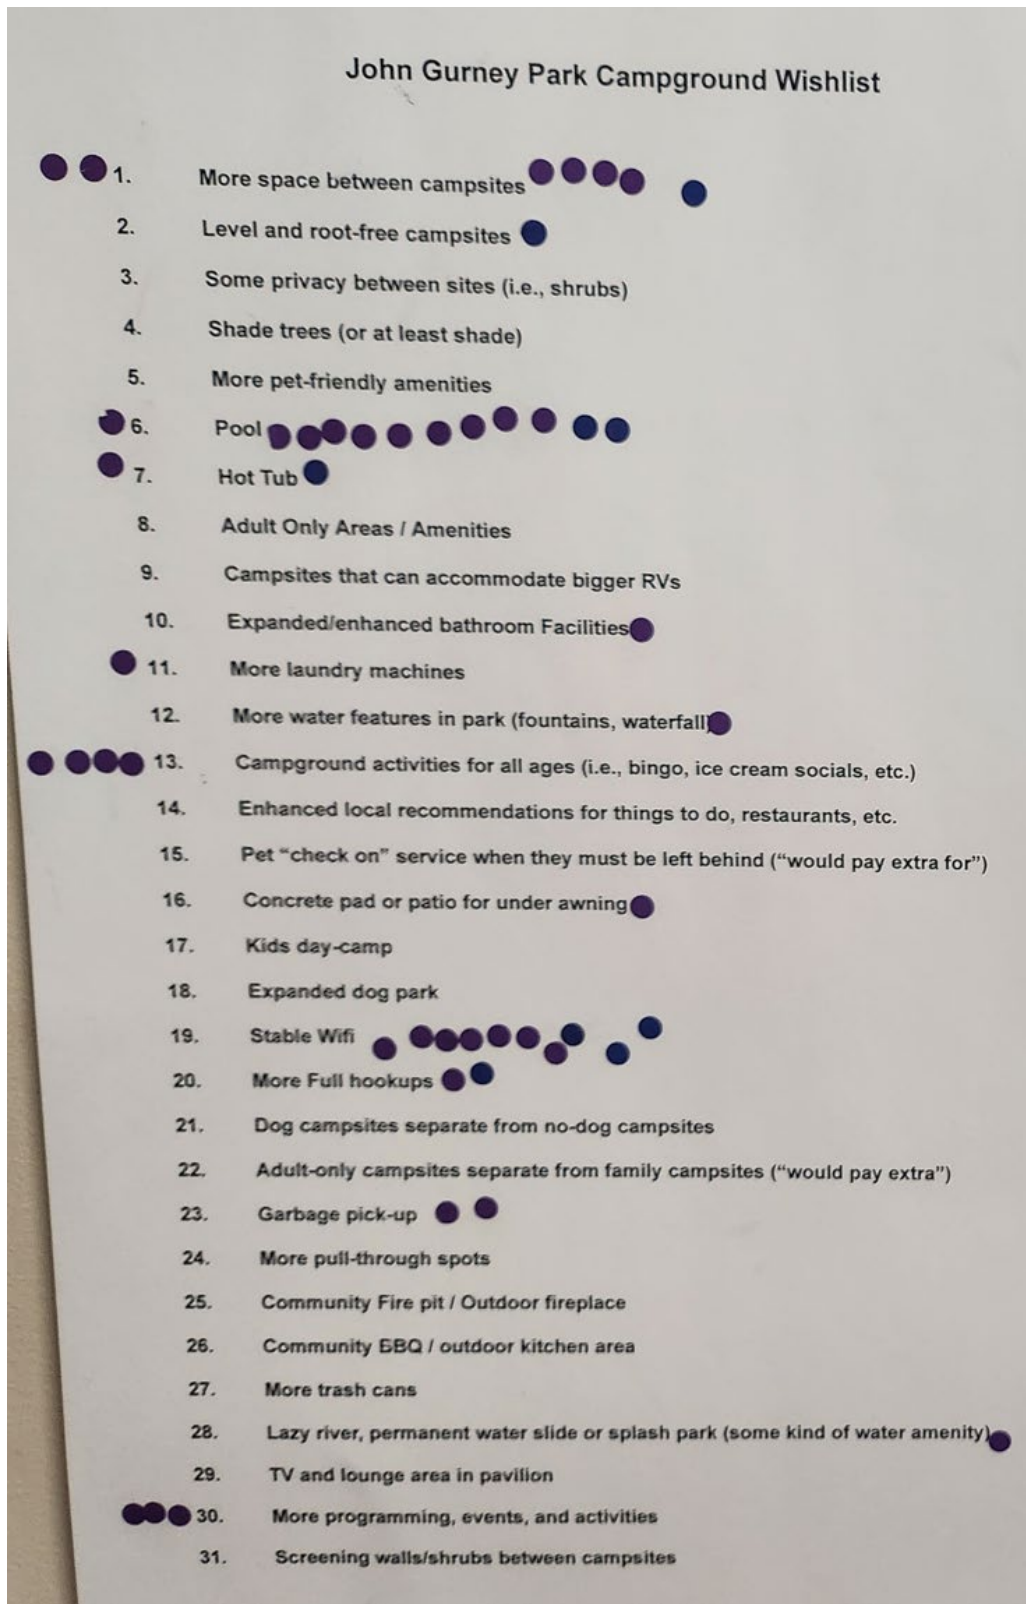 John Gurney Park Campground Wishlist
1. More space between campsites
2. Level and root-free campsites
3. Some privacy between sites (i.e., shrubs)
4. Shade trees (or at least shade)
5. More pet-friendly amenities
6. Pool
7. Hot Tub
8. Adult Only Areas / Amenities
9. Campsites that can accommodate bigger RVs
10. Expanded/enhanced bathroom Facilities
11. More laundry machines
12. More water features in park (fountains, waterfall)
13. Campground activities for all ages (i.e., bingo, ice cream socials, etc.)
14. Enhanced local recommendations for things to do, restaurants, etc.
15. Pet “check on” service when they must be left behind (“would pay extra for”)
16. Concrete pad or patio for under awning
17. Kids day-camp
18. Expanded dog park
19. Stable Wifi
20. More Full hookups
21. Dog campsites separate from no-dog campsites
22. Adult-only campsites separate from family campsites (“would pay extra”)
23. Garbage pick-up
24. More pull-through spots
25. Community Fire pit / Outdoor fireplace
26. Community BBQ / outdoor kitchen area
27. More trash cans
28. Lazy river, permanent water slide or splash park (some kind of water amenity)
29. TV and lounge area in pavilion
30. More programming, events, and activities
31. Screening walls/shrubs between campsites